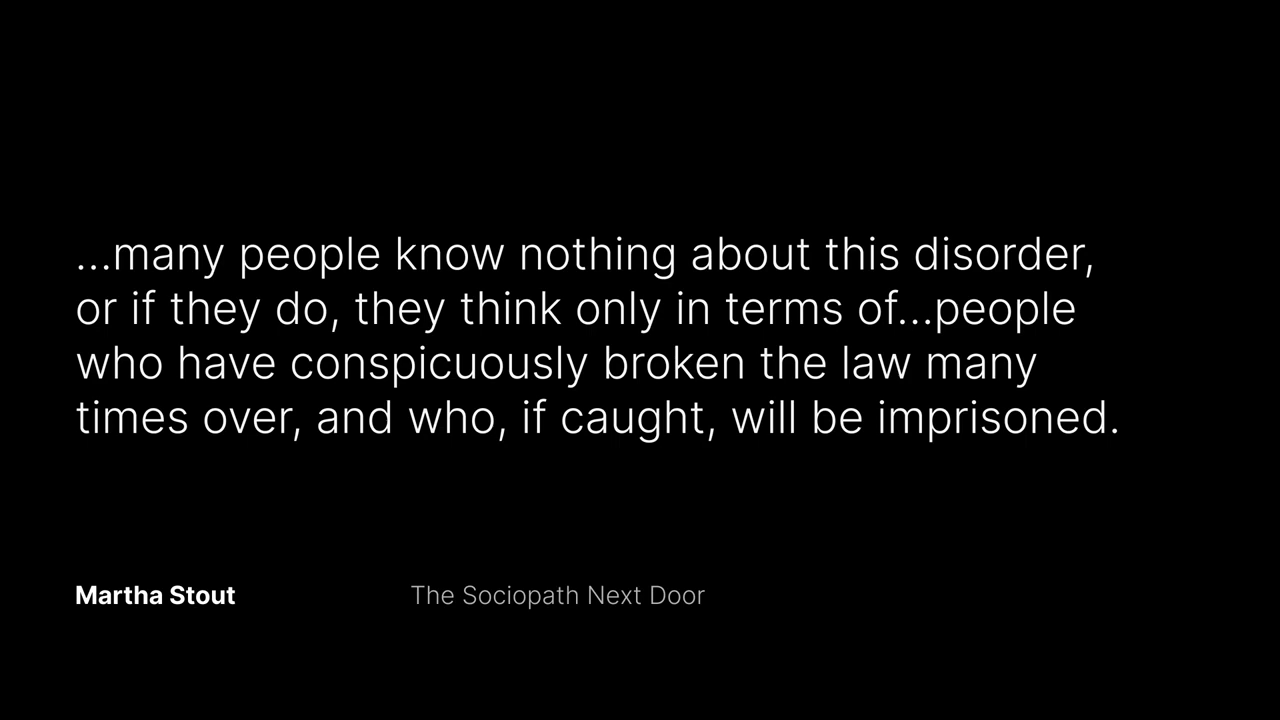 ...many people know nothing about this disorder,
or if they do, they think only in terms of...people
who have conspicuously broken the law many
times over, and who, if caught, will be imprisoned.
Martha Stout
The Sociopath Next Door